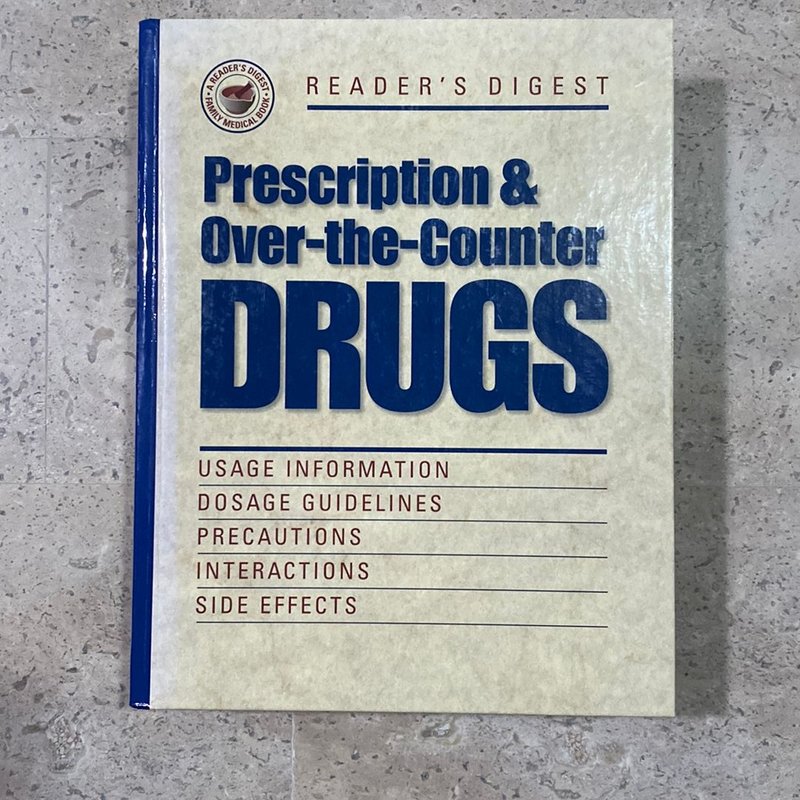 • A READER'S DIGEST •
FAMILY MEDICAL BOOK
READER'S DIGEST
Prescription &
Over-the-Counter
DRUGS
USAGE INFORMATION
DOSAGE GUIDELINES
PRECAUTIONS
INTERACTIONS
SIDE EFFECTS